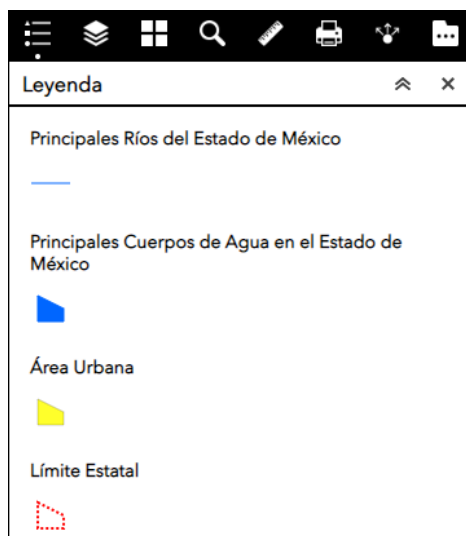 Leyenda
Principales Ríos del Estado de México
Principales Cuerpos de Agua en el Estado de
México
Área Urbana
Límite Estatal